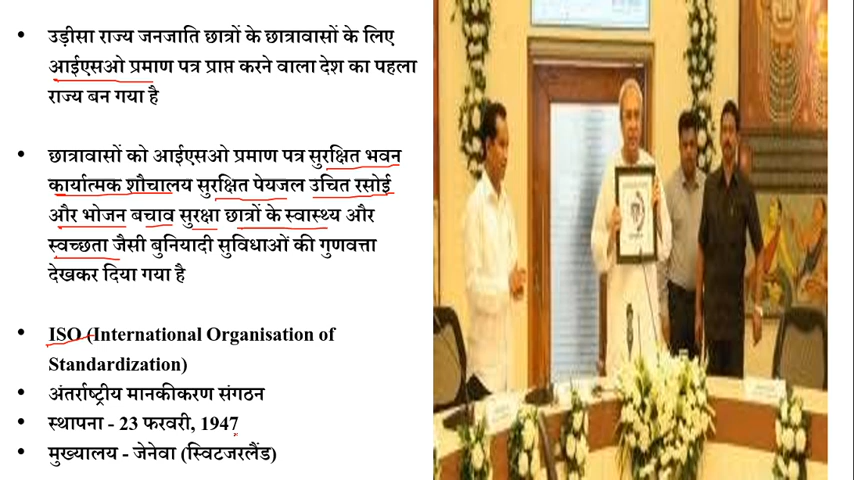 • उड़ीसा राज्य जनजाति छात्रों के छात्रावासों के लिए
आईएसओ प्रमाण पत्र प्राप्त करने वाला देश का पहला
राज्य बन गया है
• छात्रावासों को आईएसओ प्रमाण पत्र सुरक्षित भवन
कार्यात्मक शौचालय सुरक्षित पेयजल उचित रसोई
और भोजन बचाव सुरक्षा छात्रों के स्वास्थ्य और
स्वच्छता जैसी बुनियादी सुविधाओं की गुणवत्ता
देखकर दिया गया है
• ISO (International Organisation of
Standardization)
• अंतर्राष्ट्रीय मानकीकरण संगठन
• स्थापना - 23 फरवरी, 1947
• मुख्यालय - जेनेवा (स्विटजरलैंड)